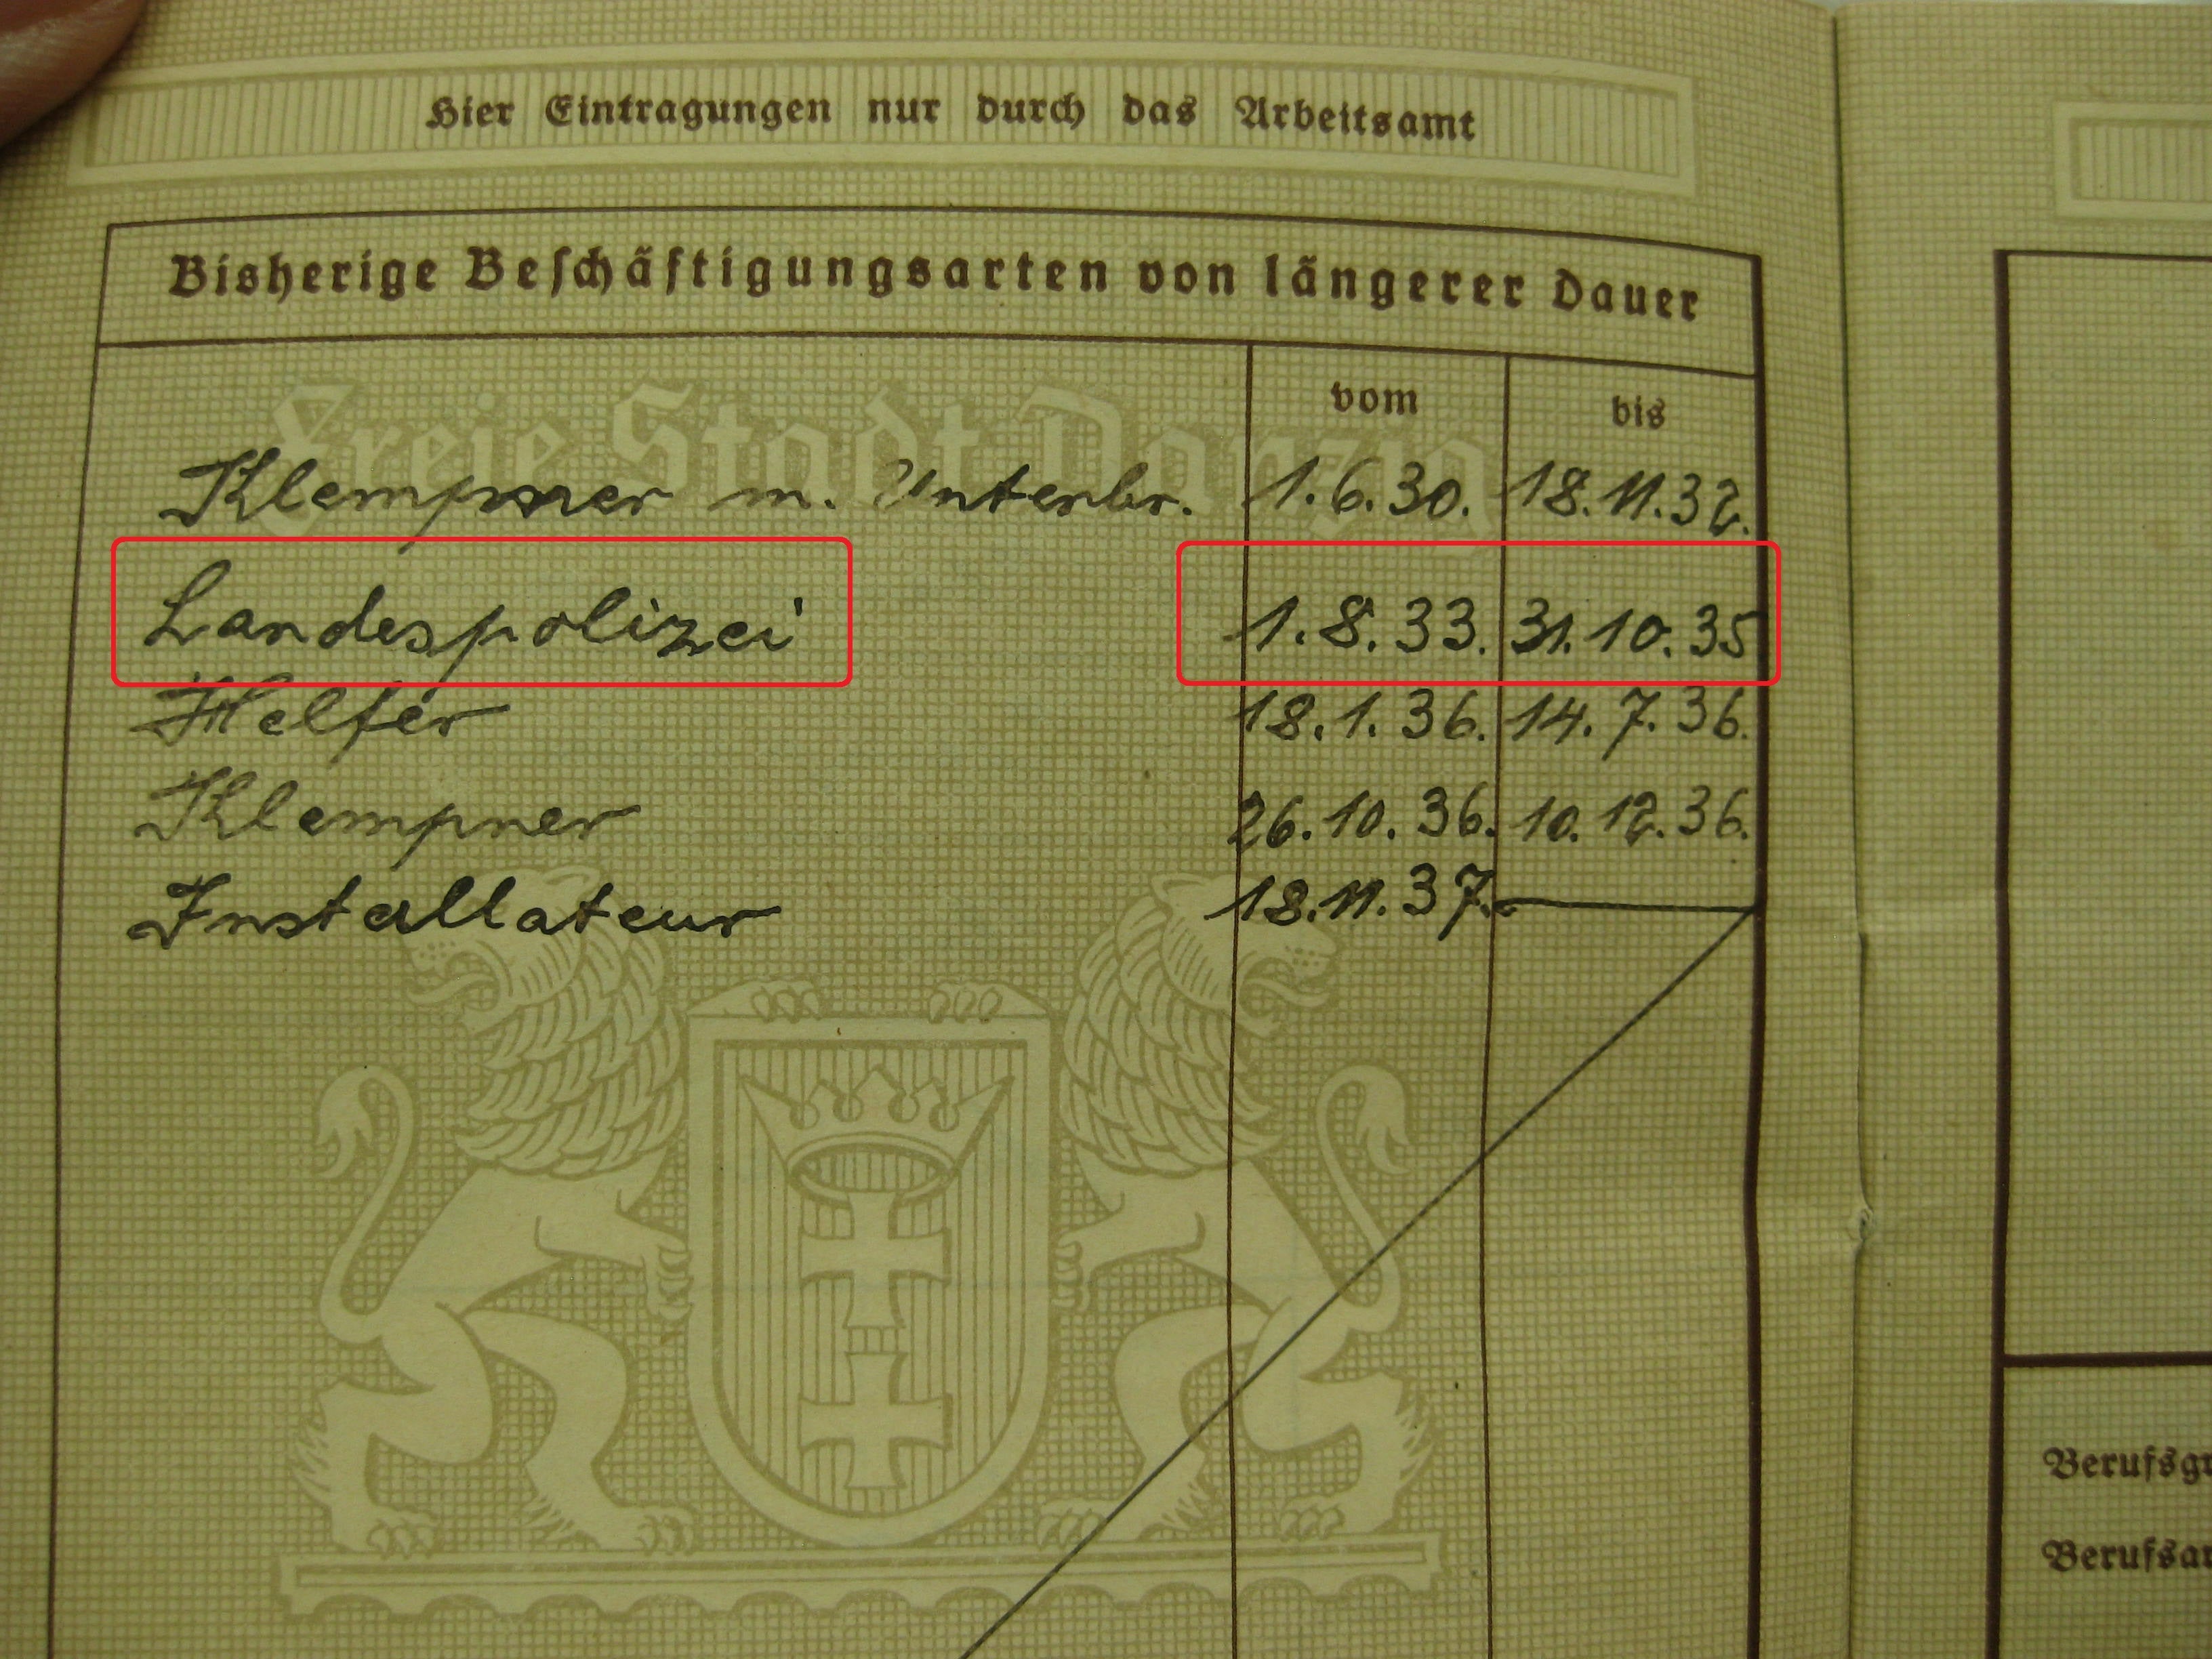 Hier Eintragungen nur durch das Arbeitsamt
Bisherige Beschäftigungsarten von längerer Dauer
vom bis
Freie Stadt Danzig
Klempner m. Unterbr. 1.6.30. 18.11.32.
Landespolizei 1.8.33. 31.10.35
Helfer 18.1.36. 14.7.36.
Klempner 26.10.36. 10.12.36.
Installateur 18.11.37.